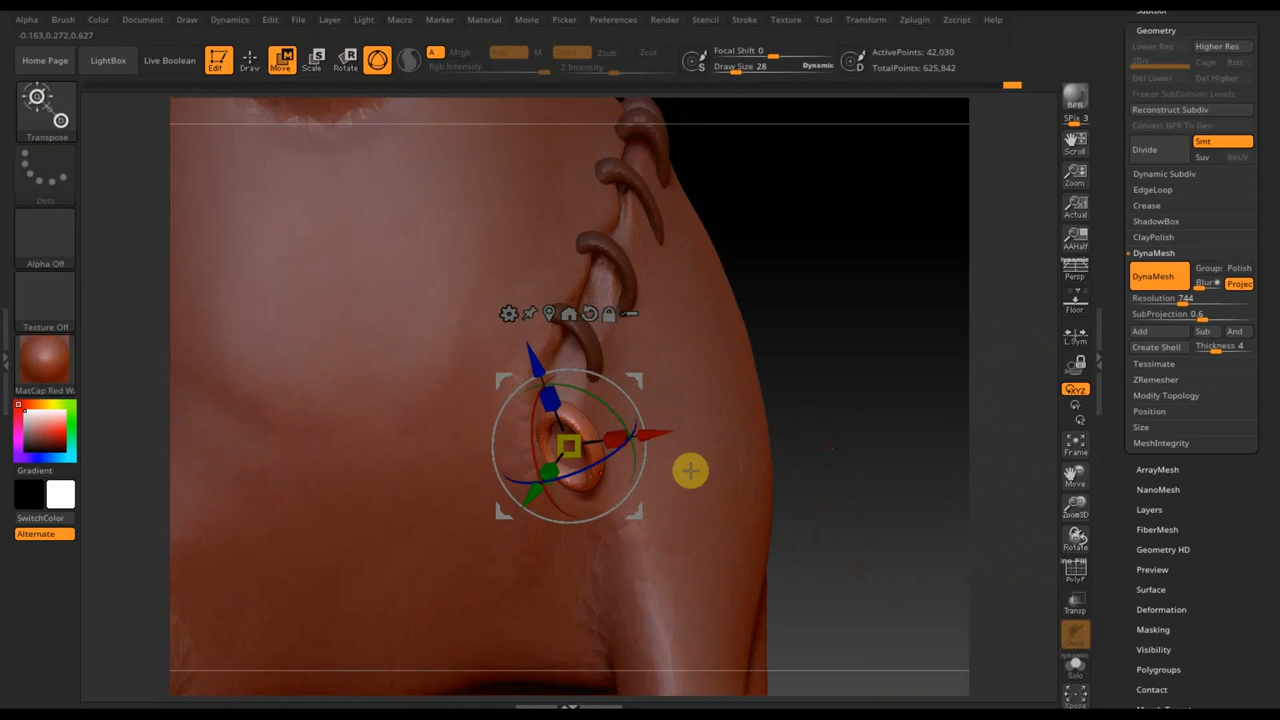 Alpha Brush Color Document Draw Dynamics Edit File Layer Light Macro Marker Material Movie Picker Preferences Render Stencil Stroke Texture Tool Transform Zplugin Zscript Help
-0.163,0.272,0.627
Home Page LightBox Live Boolean Edit Draw Move Scale Rotate
A Mrgb Rgb M Zadd Zsub Zcut
Rgb Intensity Z Intensity
S Focal Shift 0
Draw Size 28 Dynamic
D ActivePoints: 42,030
TotalPoints: 625,842
Transpose
Dots
Alpha Off
Texture Off
MatCap Red Wa
Gradient
SwitchColor
Alternate
BPR
SPix 3
Scroll
Zoom
Actual
AAHalf
Dynamic
Persp
Floor
L.Sym
XYZ
Y
Z
Frame
Move
Zoom3D
Rotate
PolyF
Transp
Dynamic
Solo
Xpose
Subtool
Geometry
Lower Res Higher Res
SDiv Cage Rstr
Del Lower Del Higher
Freeze SubDivision Levels
Reconstruct Subdiv
Convert BPR To Geo
Divide Smt
Suv ReUV
Dynamic Subdiv
EdgeLoop
Crease
ShadowBox
ClayPolish
DynaMesh
DynaMesh Groups Polish
Blur Projec
Resolution 744
SubProjection 0.6
Add Sub And
Create Shell Thickness 4
Tessimate
ZRemesher
Modify Topology
Position
Size
MeshIntegrity
ArrayMesh
NanoMesh
Layers
FiberMesh
Geometry HD
Preview
Surface
Deformation
Masking
Visibility
Polygroups
Contact